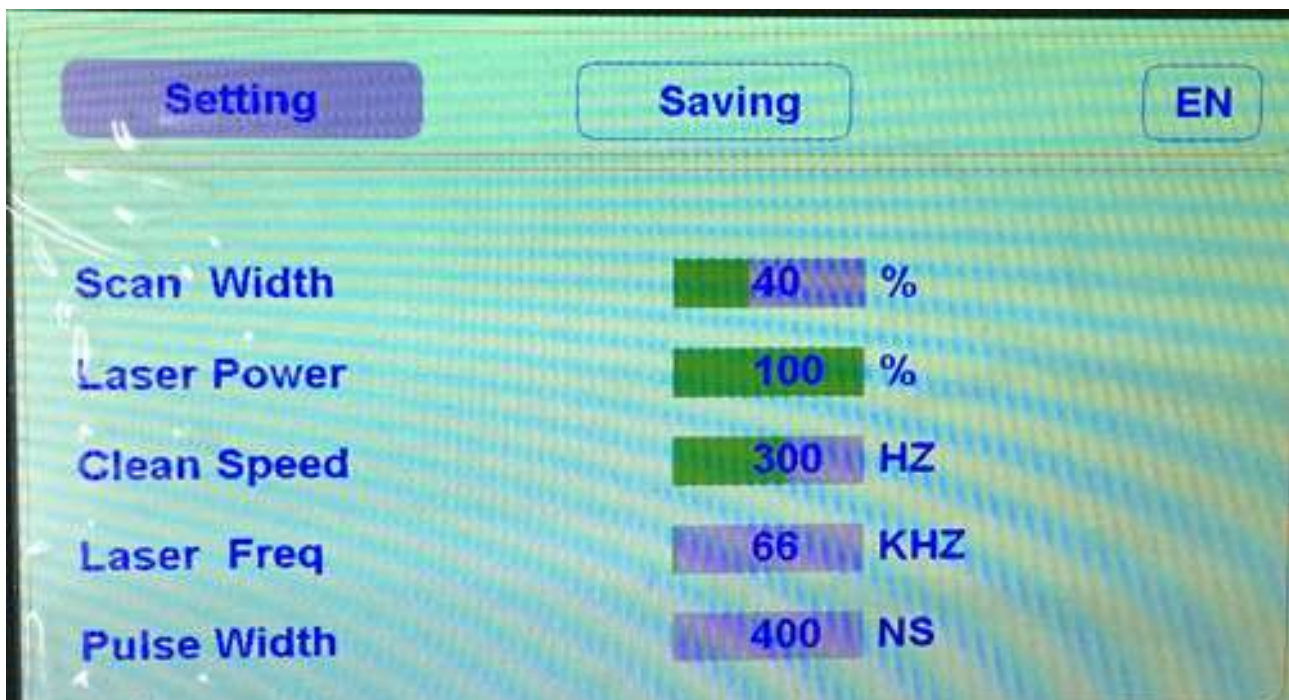 Setting Saving EN
Scan Width 40 %
Laser Power 100 %
Clean Speed 300 HZ
Laser Freq 66 KHZ
Pulse Width 400 NS